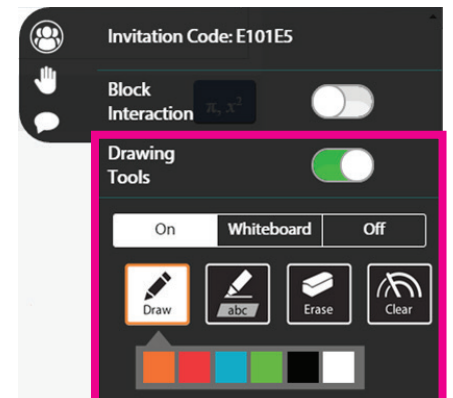 Invitation Code: E101E5
Block
Interaction
π, x²
Drawing
Tools
On Whiteboard Off
Draw abc Erase Clear